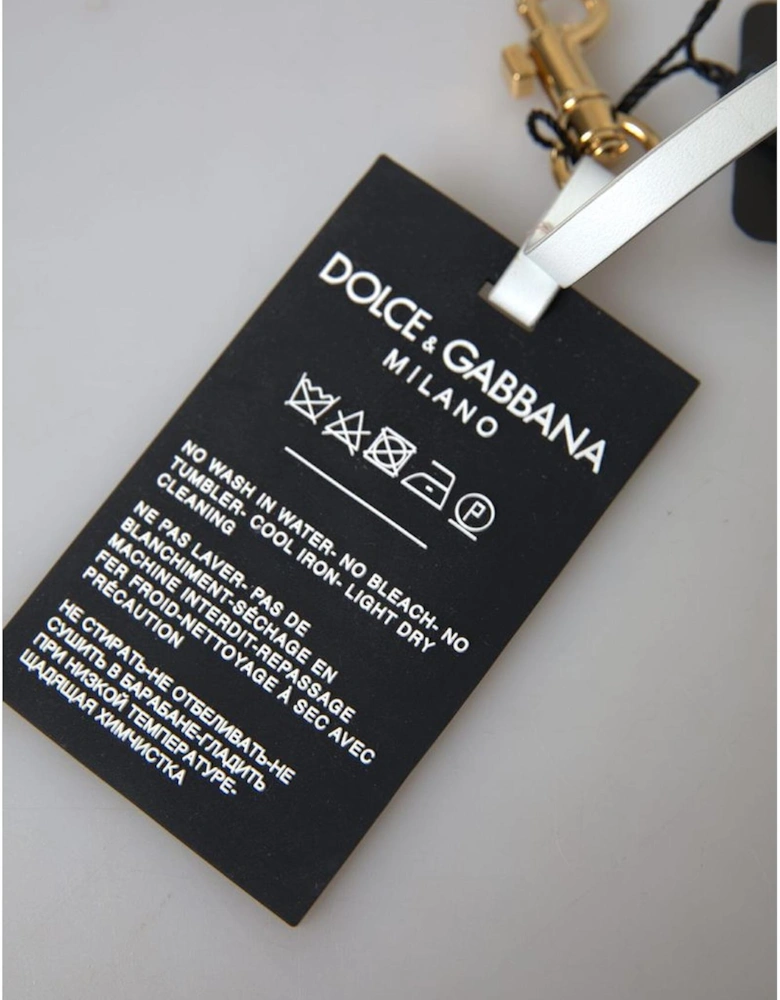 DOLCE & GABBANA
MILANO
P
NO WASH IN WATER- NO BLEACH- NO
TUMBLER- COOL IRON- LIGHT DRY
CLEANING
NE PAS LAVER- PAS DE
BLANCHIMENT-SÉCHAGE EN
MACHINE INTERDIT-REPASSAGE
FER FROID-NETTOYAGE À SEC AVEC
PRÉCAUTION
НЕ СТИРАТЬ-НЕ ОТБЕЛИВАТЬ-НЕ
СУШИТЬ В БАРАБАНЕ-ГЛАДИТЬ
ПРИ НИЗКОЙ ТЕМПЕРАТУРЕ-
ЩАДЯЩАЯ ХИМЧИСТКА